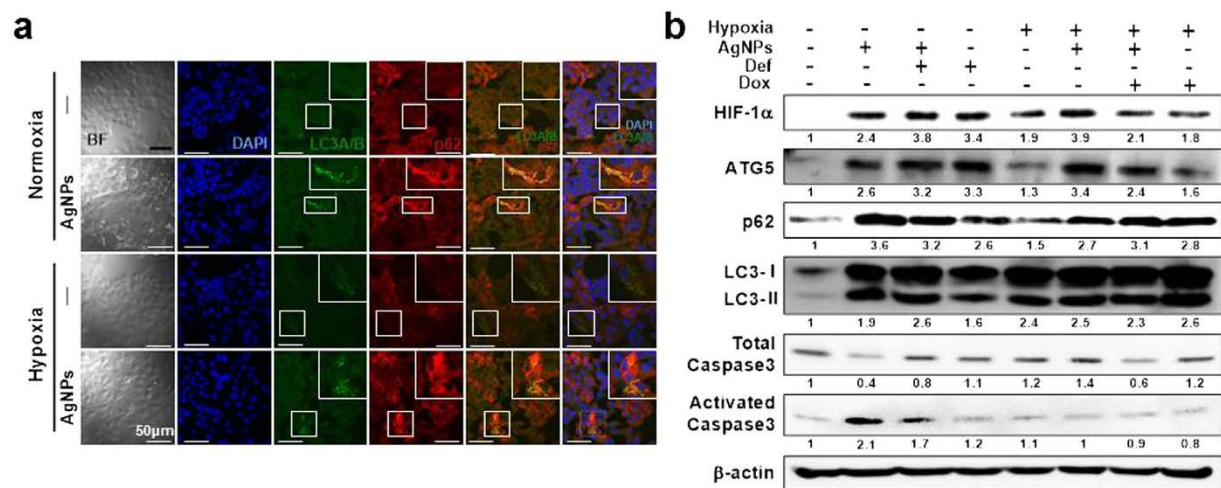 a
Normoxia
—
AgNPs
Hypoxia
—
AgNPs
BF
DAPI
LC3A/B
p62
LC3A/B
DAPI
LC3A/B
50μm
b
Hypoxia - - - - + + + +
AgNPs - + + - - + + -
Def - - + + - - - -
Dox - - - - - - + +
HIF-1α
1 2.4 3.8 3.4 1.9 3.9 2.1 1.8
ATG5
1 2.6 3.2 3.3 1.3 3.4 2.4 1.6
p62
1 3.6 3.2 2.6 1.5 2.7 3.1 2.8
LC3-I
LC3-II
1 1.9 2.6 1.6 2.4 2.5 2.3 2.6
Total
Caspase3
1 0.4 0.8 1.1 1.2 1.4 0.6 1.2
Activated
Caspase3
1 2.1 1.7 1.2 1.1 1 0.9 0.8
β-actin